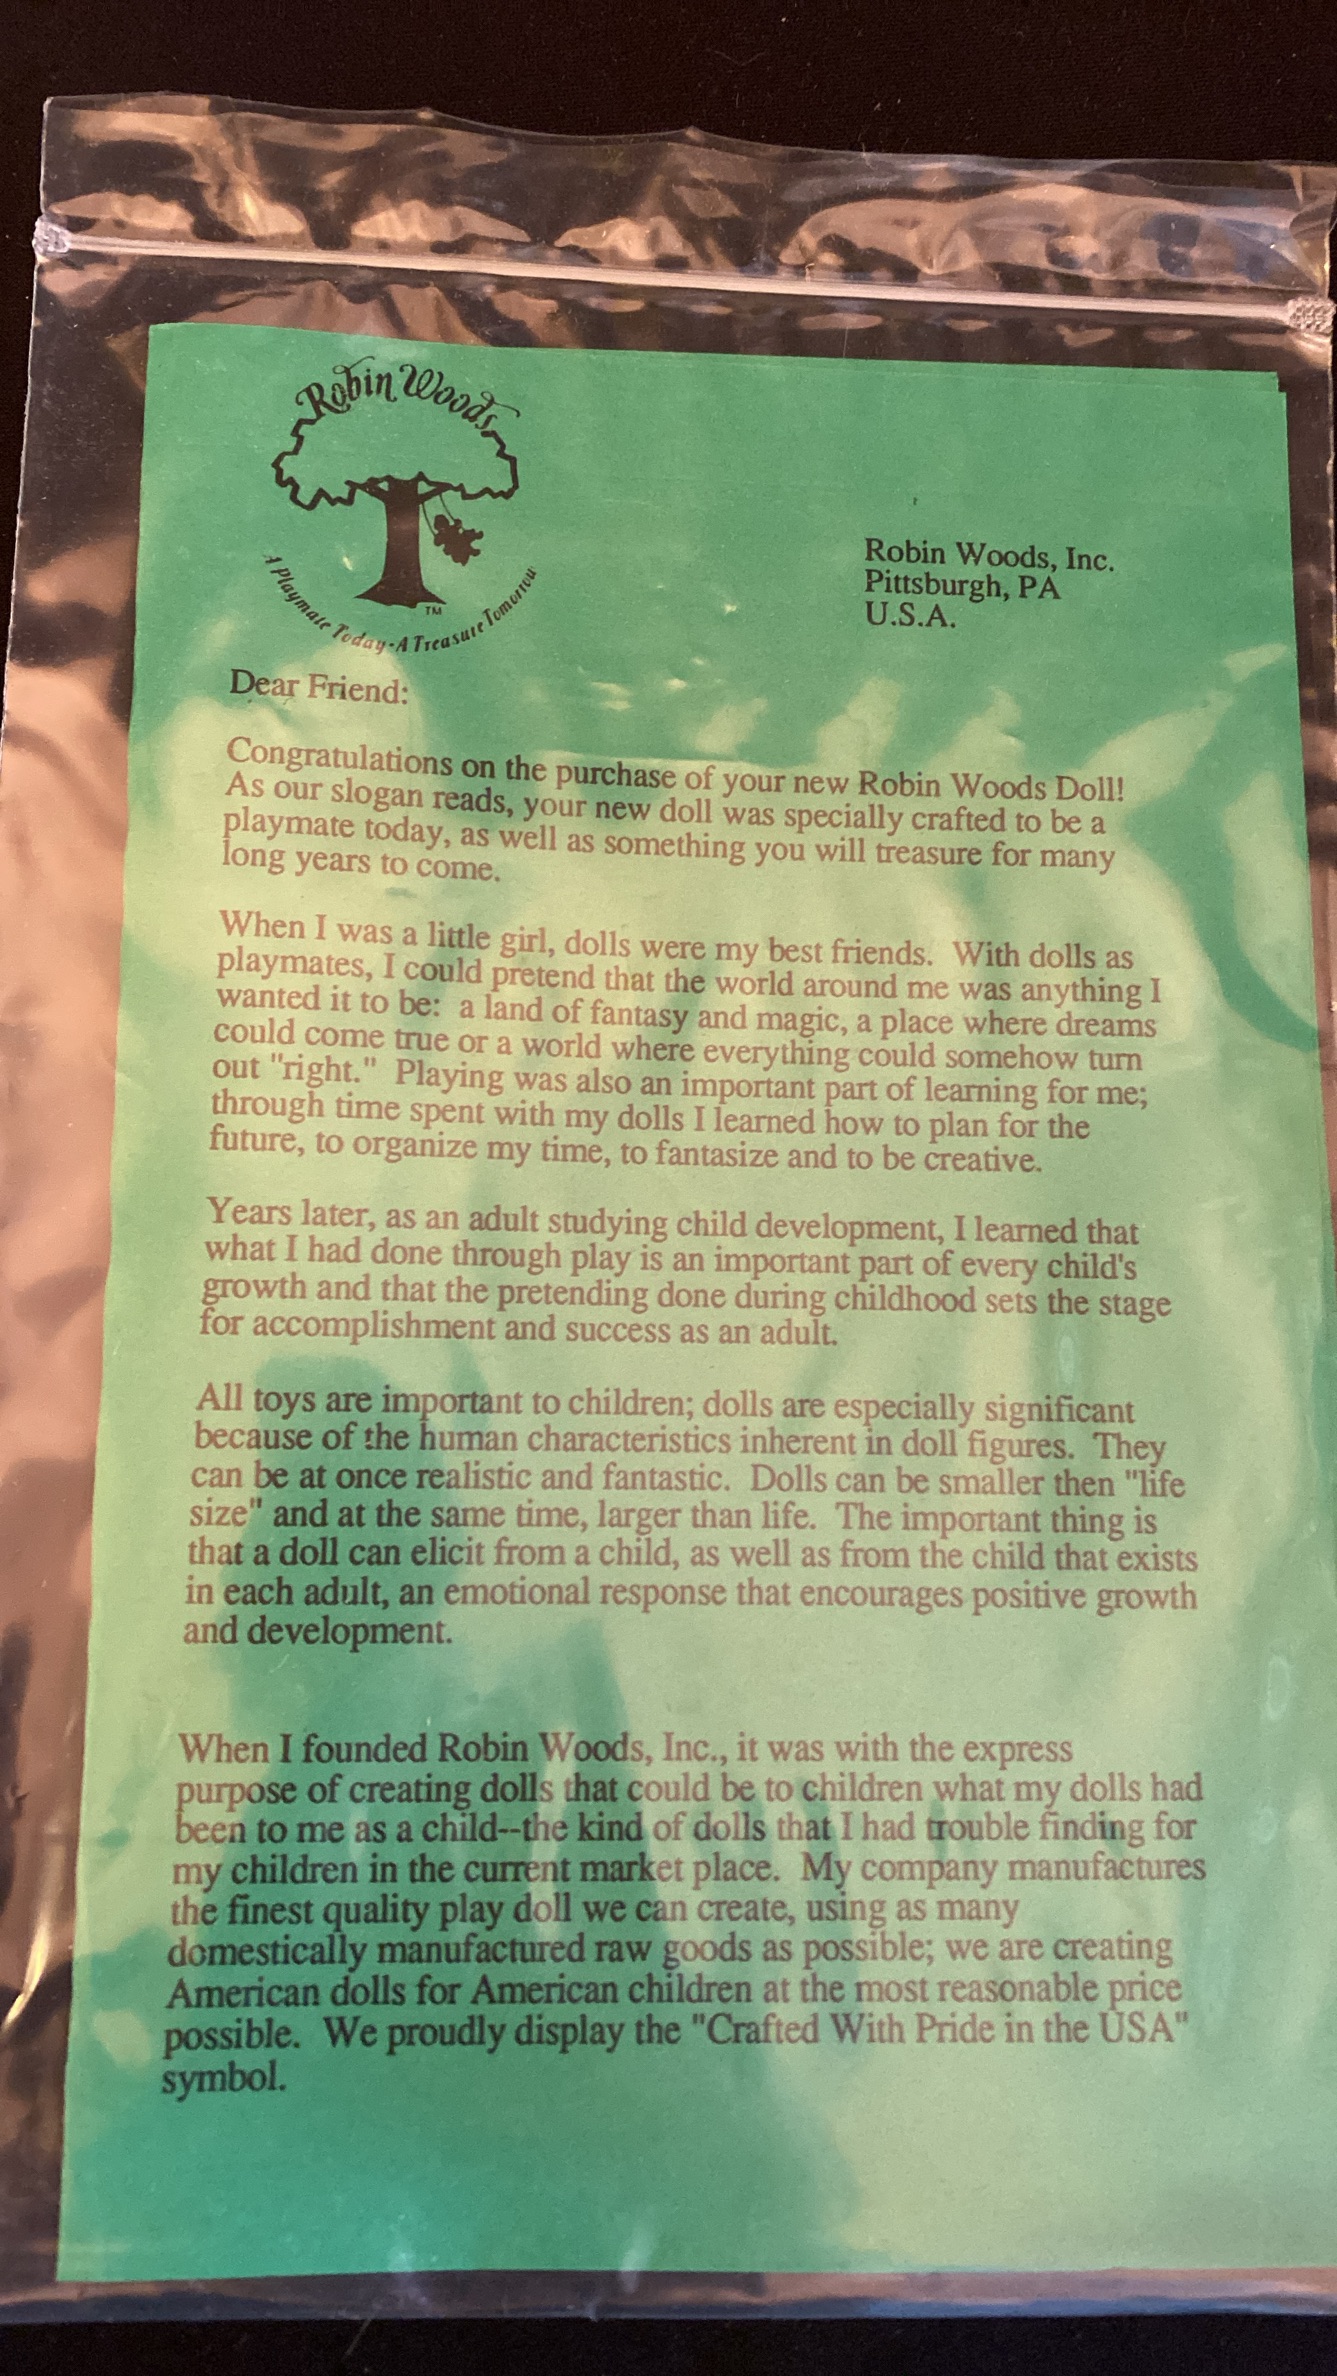 Robin Woods
A Playmate Today - A Treasure Tomorrow
TM
Robin Woods, Inc.
Pittsburgh, PA
U.S.A.
Dear Friend:
Congratulations on the purchase of your new Robin Woods Doll!
As our slogan reads, your new doll was specially crafted to be a
playmate today, as well as something you will treasure for many
long years to come.
When I was a little girl, dolls were my best friends. With dolls as
playmates, I could pretend that the world around me was anything I
wanted it to be: a land of fantasy and magic, a place where dreams
could come true or a world where everything could somehow turn
out "right." Playing was also an important part of learning for me;
through time spent with my dolls I learned how to plan for the
future, to organize my time, to fantasize and to be creative.
Years later, as an adult studying child development, I learned that
what I had done through play is an important part of every child's
growth and that the pretending done during childhood sets the stage
for accomplishment and success as an adult.
All toys are important to children; dolls are especially significant
because of the human characteristics inherent in doll figures. They
can be at once realistic and fantastic. Dolls can be smaller then "life
size" and at the same time, larger than life. The important thing is
that a doll can elicit from a child, as well as from the child that exists
in each adult, an emotional response that encourages positive growth
and development.
When I founded Robin Woods, Inc., it was with the express
purpose of creating dolls that could be to children what my dolls had
been to me as a child--the kind of dolls that I had trouble finding for
my children in the current market place. My company manufactures
the finest quality play doll we can create, using as many
domestically manufactured raw goods as possible; we are creating
American dolls for American children at the most reasonable price
possible. We proudly display the "Crafted With Pride in the USA"
symbol.